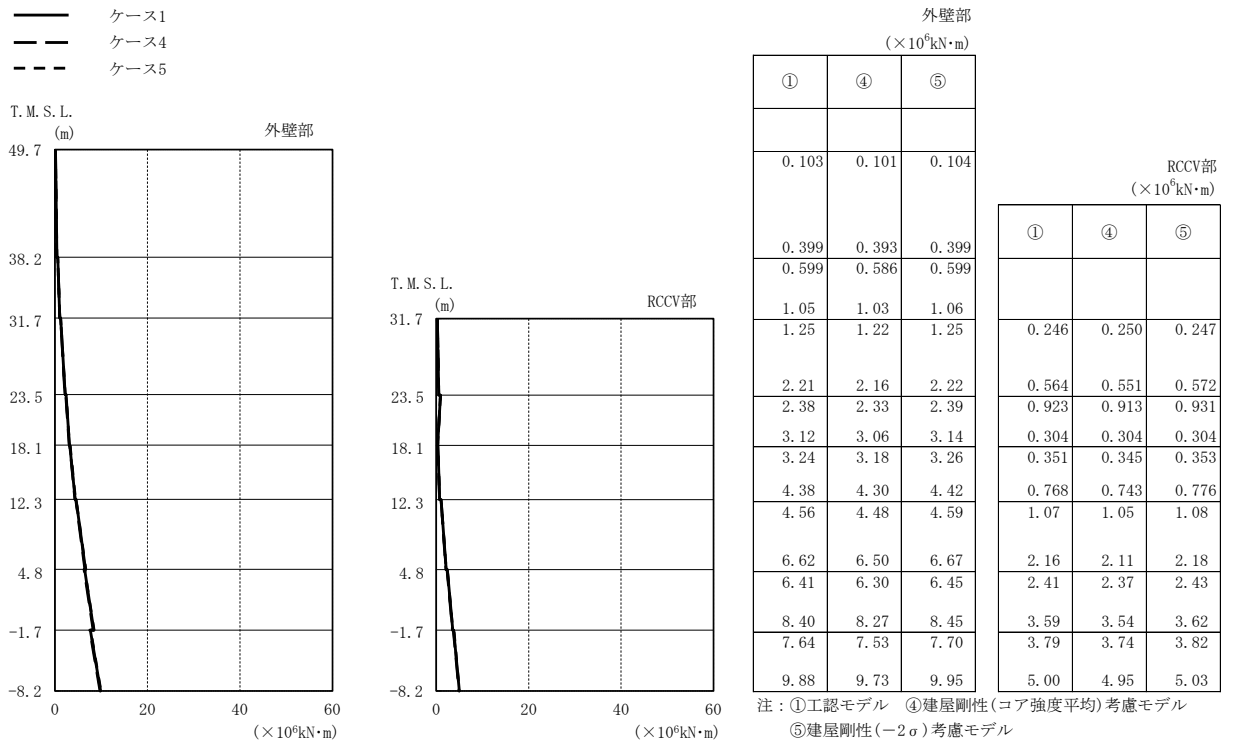 ケース1
ケース4
ケース5
T.M.S.L.
(m)
外壁部
49.7
38.2
31.7
23.5
18.1
12.3
4.8
-1.7
-8.2
0 20 40 60
(×10⁶kN・m)
T.M.S.L.
(m)
RCCV部
31.7
23.5
18.1
12.3
4.8
-1.7
-8.2
0 20 40 60
(×10⁶kN・m)
外壁部
(×10⁶kN・m)
① ④ ⑤
0.103 0.101 0.104
0.399 0.393 0.399
0.599 0.586 0.599
1.05 1.03 1.06
1.25 1.22 1.25
2.21 2.16 2.22
2.38 2.33 2.39
3.12 3.06 3.14
3.24 3.18 3.26
4.38 4.30 4.42
4.56 4.48 4.59
6.62 6.50 6.67
6.41 6.30 6.45
8.40 8.27 8.45
7.64 7.53 7.70
9.88 9.73 9.95
RCCV部
(×10⁶kN・m)
① ④ ⑤
0.246 0.250 0.247
0.564 0.551 0.572
0.923 0.913 0.931
0.304 0.304 0.304
0.351 0.345 0.353
0.768 0.743 0.776
1.07 1.05 1.08
2.16 2.11 2.18
2.41 2.37 2.43
3.59 3.54 3.62
3.79 3.74 3.82
5.00 4.95 5.03
注:①工認モデル ④建屋剛性(コア強度平均)考慮モデル
⑤建屋剛性(-2σ)考慮モデル